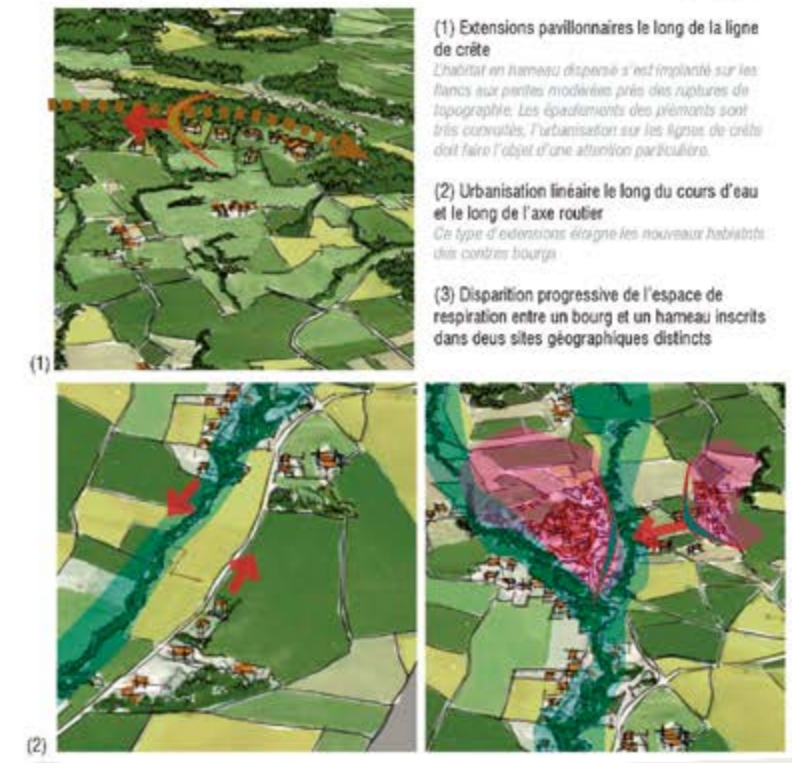 (1) Extensions pavillonnaires le long de la ligne
de crête
L'habitat en hameau dispersé s'est implanté sur les
flancs aux pentes modérées près des ruptures de
topographie. Les épaulements des piémonts sont
très convoités, l'urbanisation sur les lignes de crête
doit faire l'objet d'une attention particulière.
(2) Urbanisation linéaire le long du cours d'eau
et le long de l'axe routier
Ce type d'extensions éloigne les nouveaux habitants
des centres bourgs
(3) Disparition progressive de l'espace de
respiration entre un bourg et un hameau inscrits
dans deus sites géographiques distincts
(1)
(2)